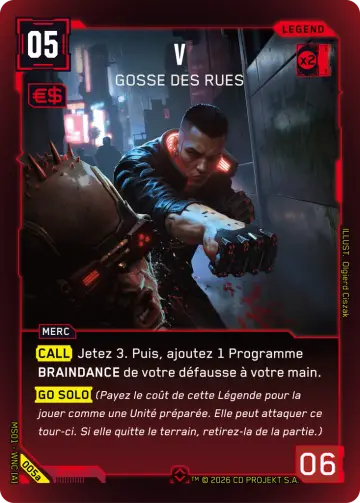 05
LEGEND
V
GOSSE DES RUES
x2
€$
ILLUST. Digierd Ciszak
MERC
CALL Jetez 3. Puis, ajoutez 1 Programme
BRAINDANCE de votre défausse à votre main.
GO SOLO (Payez le coût de cette Légende pour la
jouer comme une Unité préparée. Elle peut attaquer ce
tour-ci. Si elle quitte le terrain, retirez-la de la partie.)
06
005a
™ © 2026 CD PROJEKT S.A.